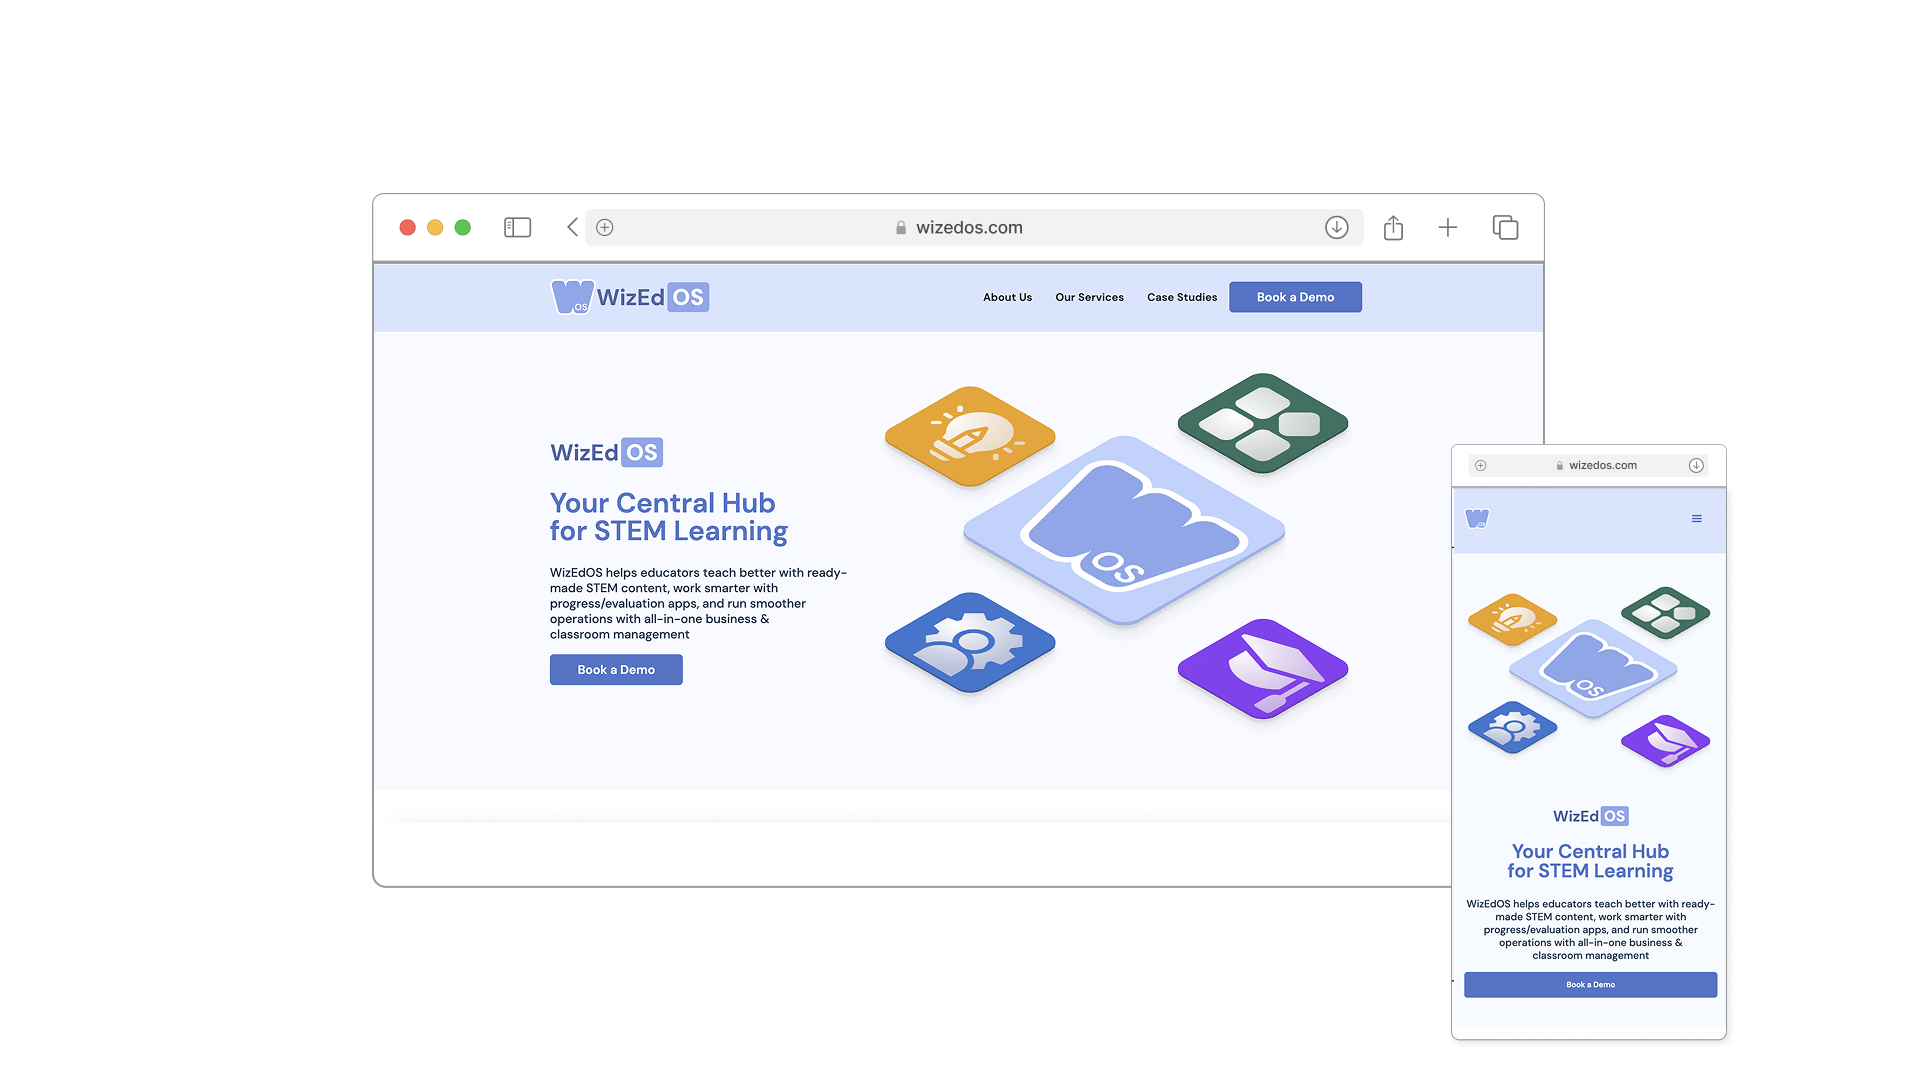 wizedos.com
OS
WizEd OS
About Us
Our Services
Case Studies
Book a Demo
WizEd OS
Your Central Hub
for STEM Learning
WizEdOS helps educators teach better with ready-
made STEM content, work smarter with
progress/evaluation apps, and run smoother
operations with all-in-one business &
classroom management
Book a Demo
OS
wizedos.com
OS
OS
WizEd OS
Your Central Hub
for STEM Learning
WizEdOS helps educators teach better with ready-
made STEM content, work smarter with
progress/evaluation apps, and run smoother
operations with all-in-one business &
classroom management
Book a Demo